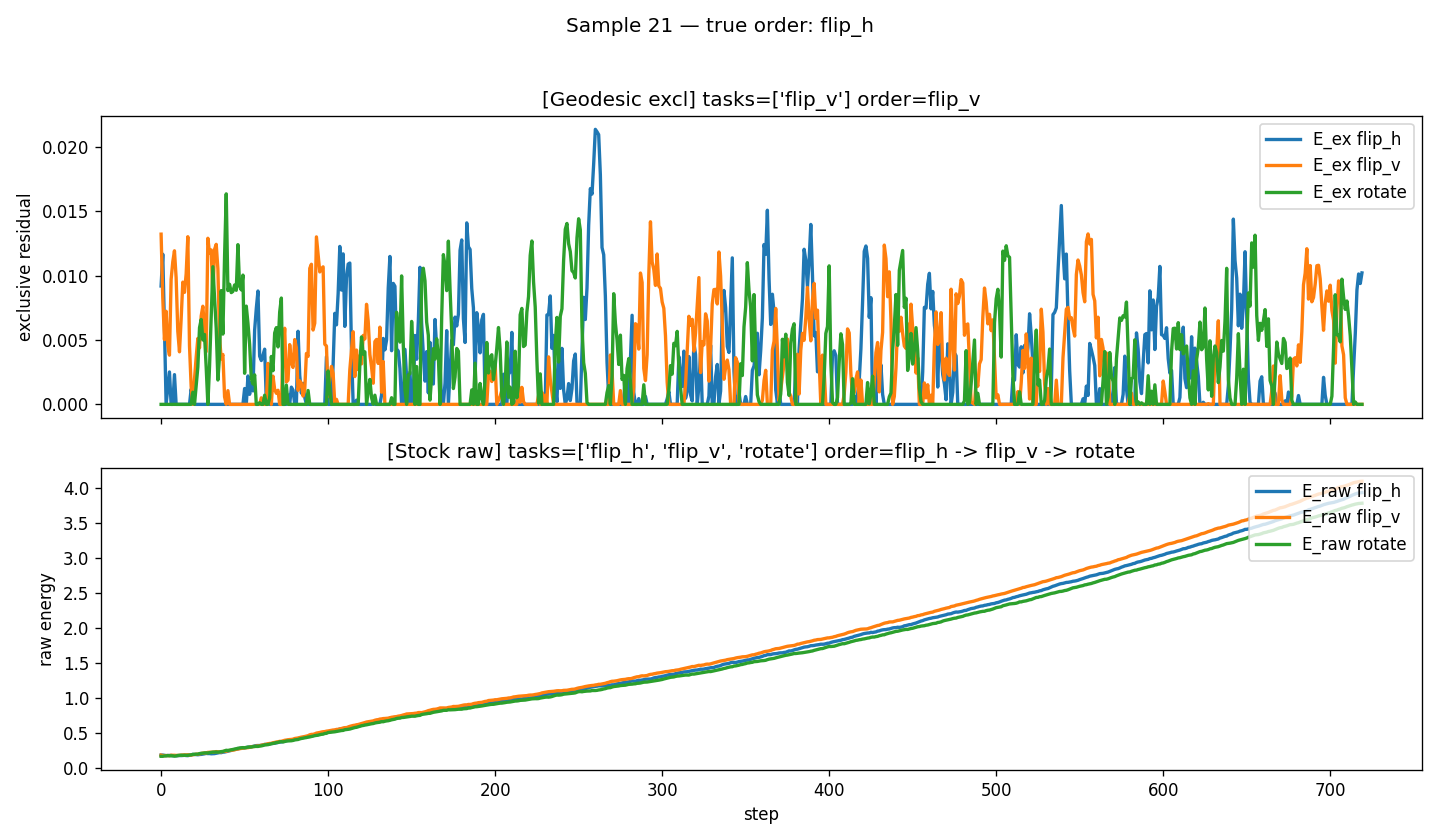 Sample 21 — true order: flip_h
[Geodesic excl] tasks=['flip_v'] order=flip_v
exclusive residual
0.020
0.015
0.010
0.005
0.000
E_ex flip_h
E_ex flip_v
E_ex rotate
[Stock raw] tasks=['flip_h', 'flip_v', 'rotate'] order=flip_h -> flip_v -> rotate
raw energy
4.0
3.5
3.0
2.5
2.0
1.5
1.0
0.5
0.0
E_raw flip_h
E_raw flip_v
E_raw rotate
0 100 200 300 400 500 600 700
step